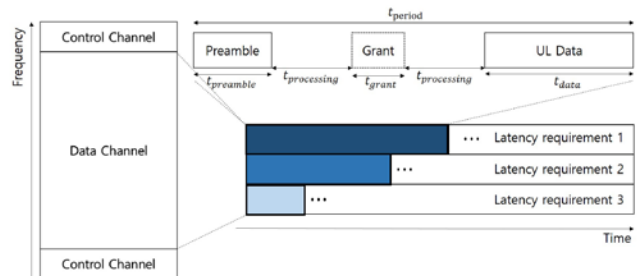 t_period
Control Channel
Preamble
Grant
UL Data
Frequency
t_preamble
t_processing
t_grant
t_processing
t_data
Data Channel
... Latency requirement 1
... Latency requirement 2
... Latency requirement 3
Time
Control Channel